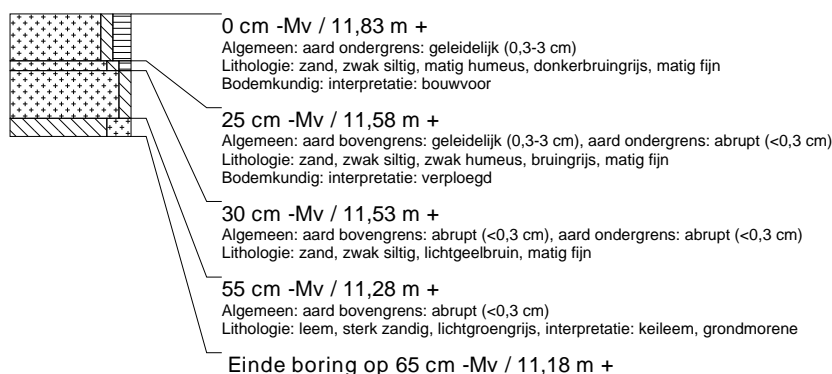 0 cm -Mv / 11,83 m +
Algemeen: aard ondergrens: geleidelijk (0,3-3 cm)
Lithologie: zand, zwak siltig, matig humeus, donkerbruingrijs, matig fijn
Bodemkundig: interpretatie: bouwvoor
25 cm -Mv / 11,58 m +
Algemeen: aard bovengrens: geleidelijk (0,3-3 cm), aard ondergrens: abrupt (<0,3 cm)
Lithologie: zand, zwak siltig, zwak humeus, bruingrijs, matig fijn
Bodemkundig: interpretatie: verploegd
30 cm -Mv / 11,53 m +
Algemeen: aard bovengrens: abrupt (<0,3 cm), aard ondergrens: abrupt (<0,3 cm)
Lithologie: zand, zwak siltig, lichtgeelbruin, matig fijn
55 cm -Mv / 11,28 m +
Algemeen: aard bovengrens: abrupt (<0,3 cm)
Lithologie: leem, sterk zandig, lichtgroengrijs, interpretatie: keileem, grondmorene
Einde boring op 65 cm -Mv / 11,18 m +